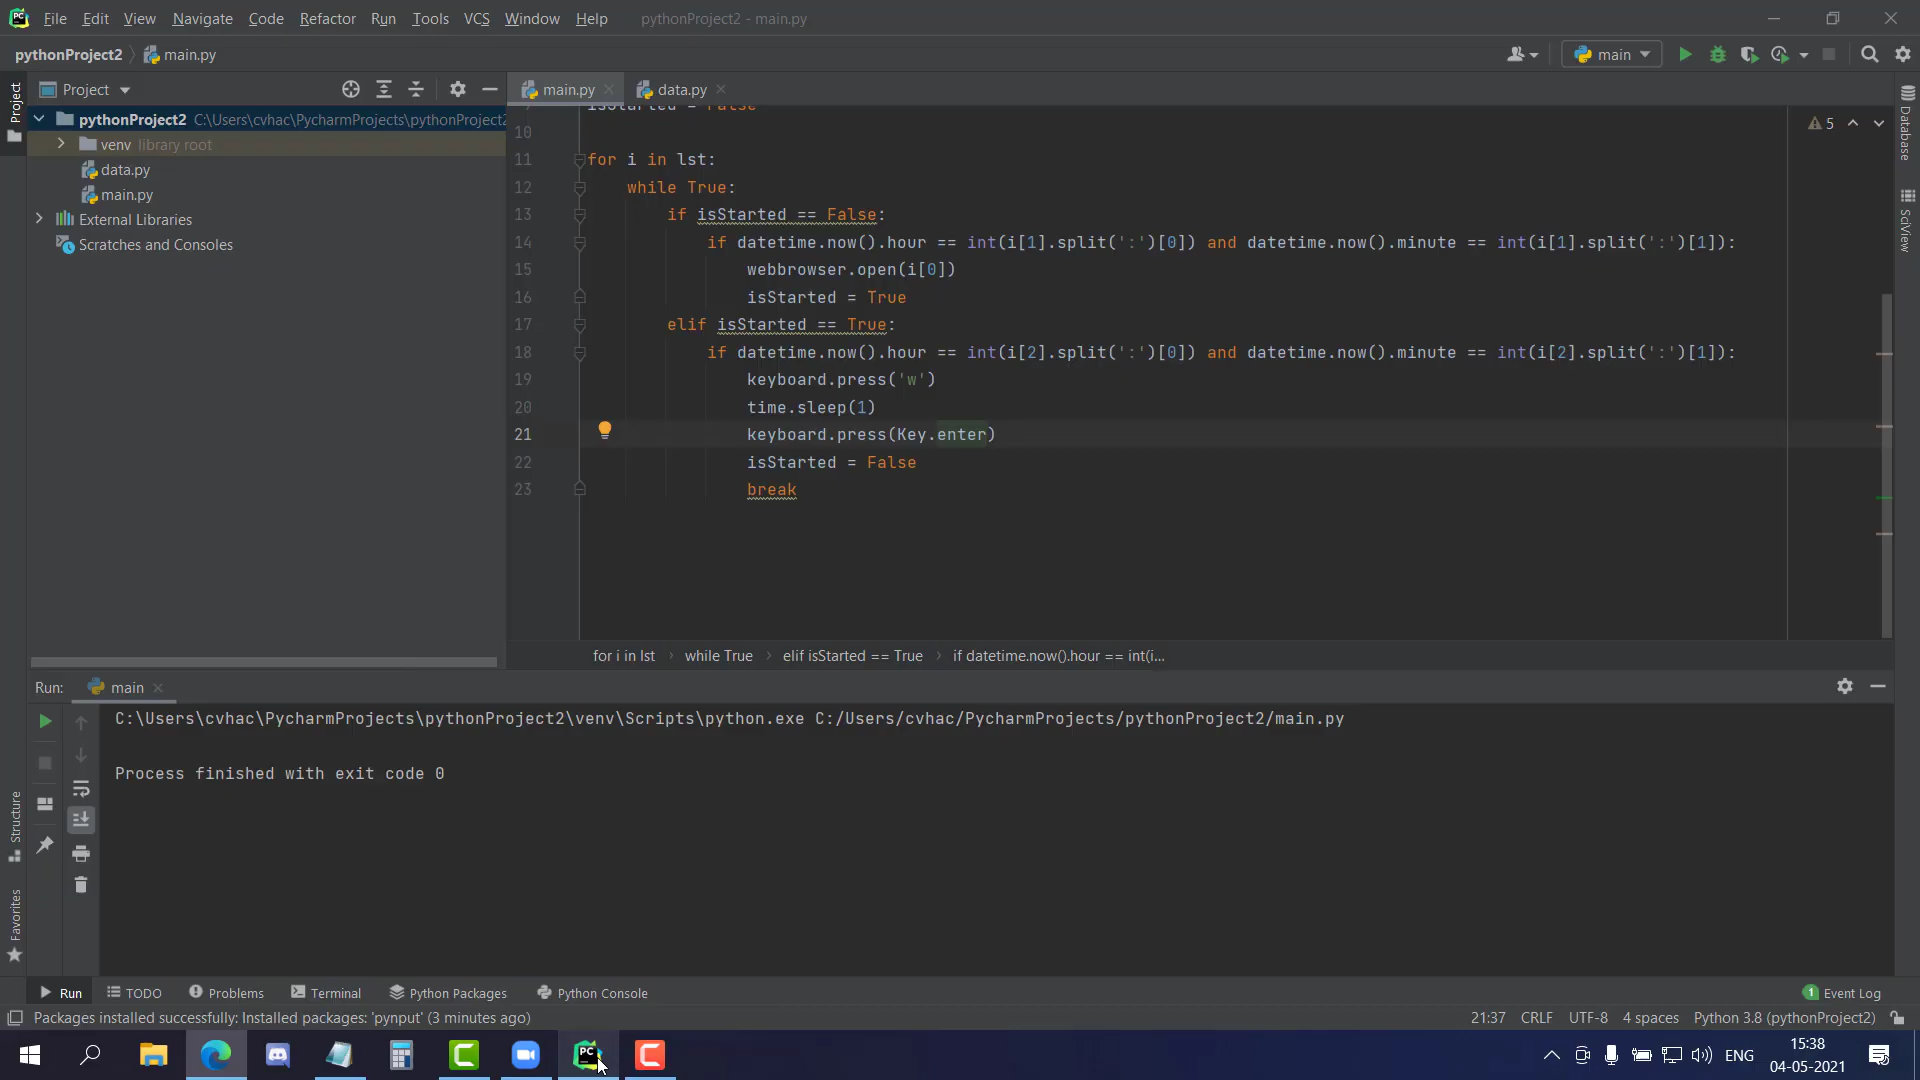 File Edit View Navigate Code Refactor Run Tools VCS Window Help pythonProject2 - main.py
pythonProject2 main.py main
Project main.py data.py
isStarted = False
pythonProject2 C:\Users\cvhac\PycharmProjects\pythonProject2
venv library root
data.py
main.py
External Libraries
Scratches and Consoles
5
10
11 for i in lst:
12 while True:
13 if isStarted == False:
14 if datetime.now().hour == int(i[1].split(':')[0]) and datetime.now().minute == int(i[1].split(':')[1]):
15 webbrowser.open(i[0])
16 isStarted = True
17 elif isStarted == True:
18 if datetime.now().hour == int(i[2].split(':')[0]) and datetime.now().minute == int(i[2].split(':')[1]):
19 keyboard.press('w')
20 time.sleep(1)
21 keyboard.press(Key.enter)
22 isStarted = False
23 break
for i in lst while True elif isStarted == True if datetime.now().hour == int(i...
Project
Structure
Favorites
Database
SciView
Run: main
C:\Users\cvhac\PycharmProjects\pythonProject2\venv\Scripts\python.exe C:/Users/cvhac/PycharmProjects/pythonProject2/main.py
Process finished with exit code 0
Run TODO Problems Terminal Python Packages Python Console 1 Event Log
Packages installed successfully: Installed packages: 'pynput' (3 minutes ago) 21:37 CRLF UTF-8 4 spaces Python 3.8 (pythonProject2)
PC
ENG
15:38
04-05-2021